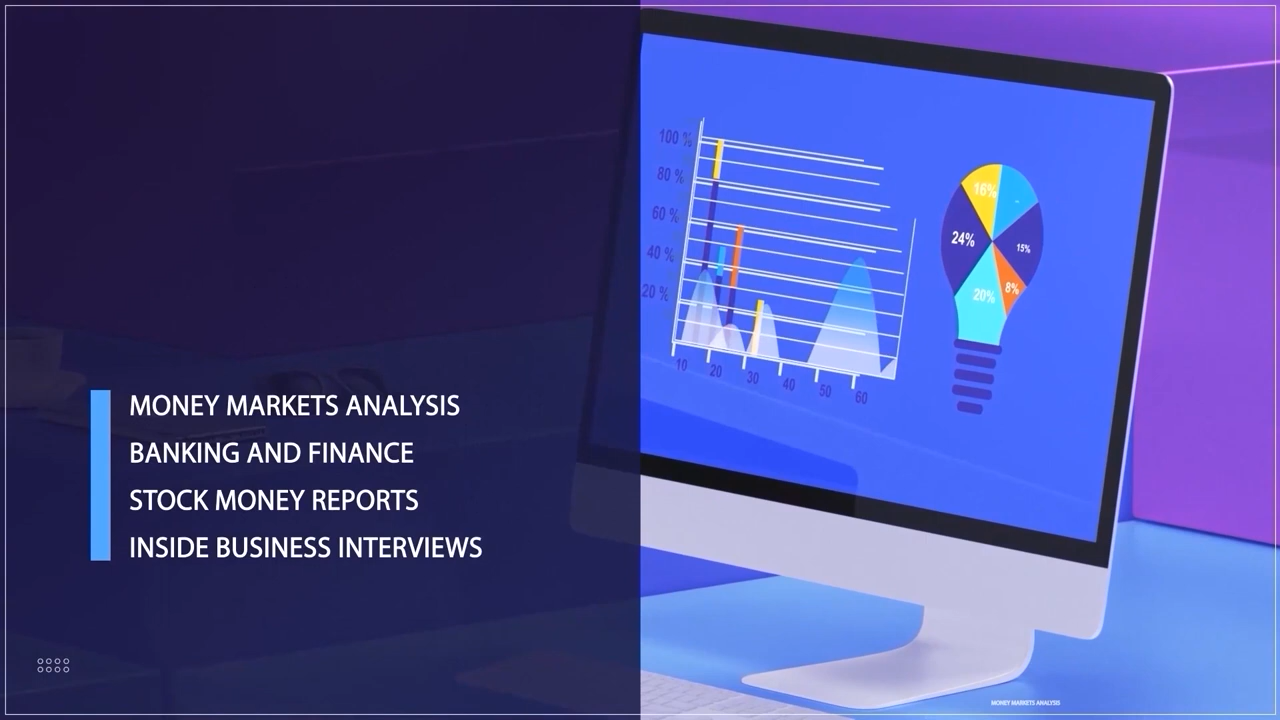 MONEY MARKETS ANALYSIS
BANKING AND FINANCE
STOCK MONEY REPORTS
INSIDE BUSINESS INTERVIEWS
100 %
80 %
60 %
40 %
20 %
10 20 30 40 50 60
16%
24%
15%
8%
20%
MONEY MARKETS ANALYSIS